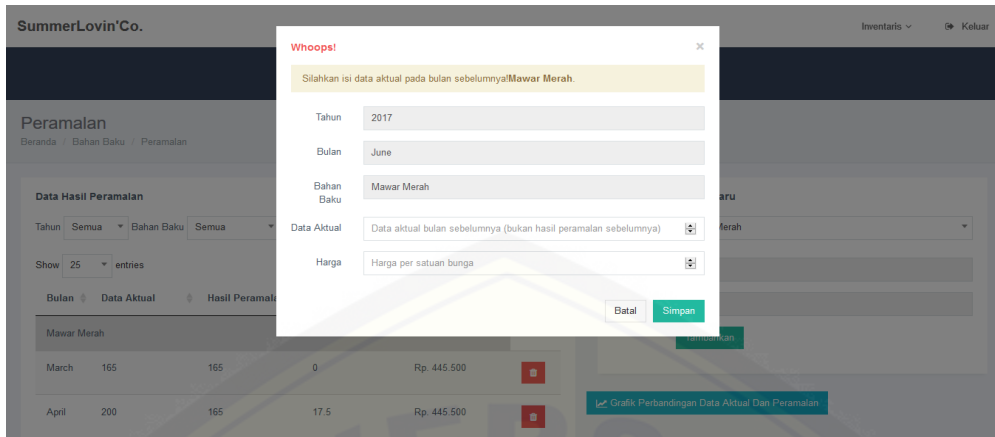 SummerLovin'Co.
Inventaris
Keluar
Whoops!
×
Silahkan isi data aktual pada bulan sebelumnya!Mawar Merah.
Tahun 2017
Bulan June
Bahan Baku Mawar Merah
Data Aktual Data aktual bulan sebelumnya (bukan hasil peramalan sebelumnya)
Harga Harga per satuan bunga
Batal Simpan
Peramalan
Beranda / Bahan Baku / Peramalan
Data Hasil Peramalan
Tahun Semua Bahan Baku Semua
Show 25 entries
Bulan Data Aktual Hasil Peramala
Mawar Merah
March 165 165 0 Rp. 445.500
April 200 165 17.5 Rp. 445.500
aru
Merah
Tambahkan
Grafik Perbandingan Data Aktual Dan Peramalan